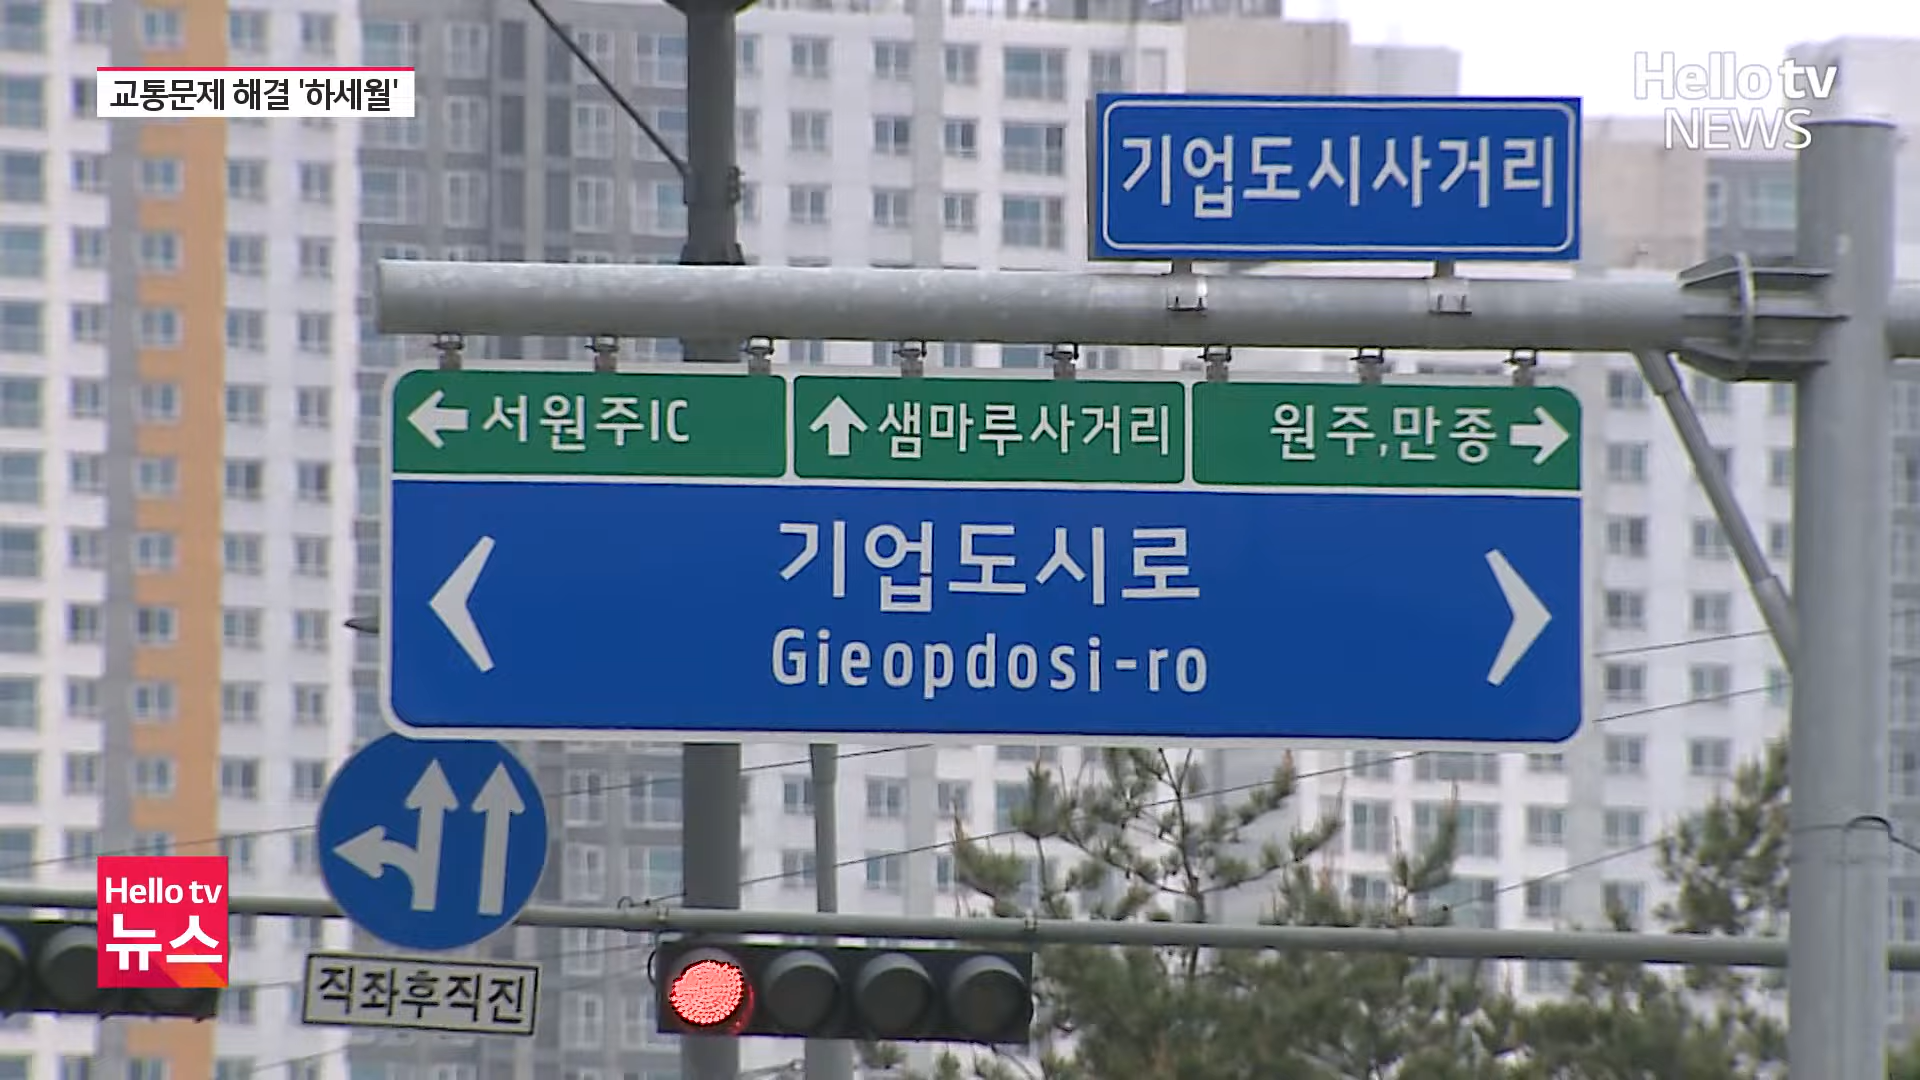 교통문제 해결 '하세월'
Hello tv
NEWS
기업도시사거리
서원주IC
샘마루사거리
원주,만종
기업도시로
Gieopdosi-ro
Hello tv
뉴스
직좌후직진